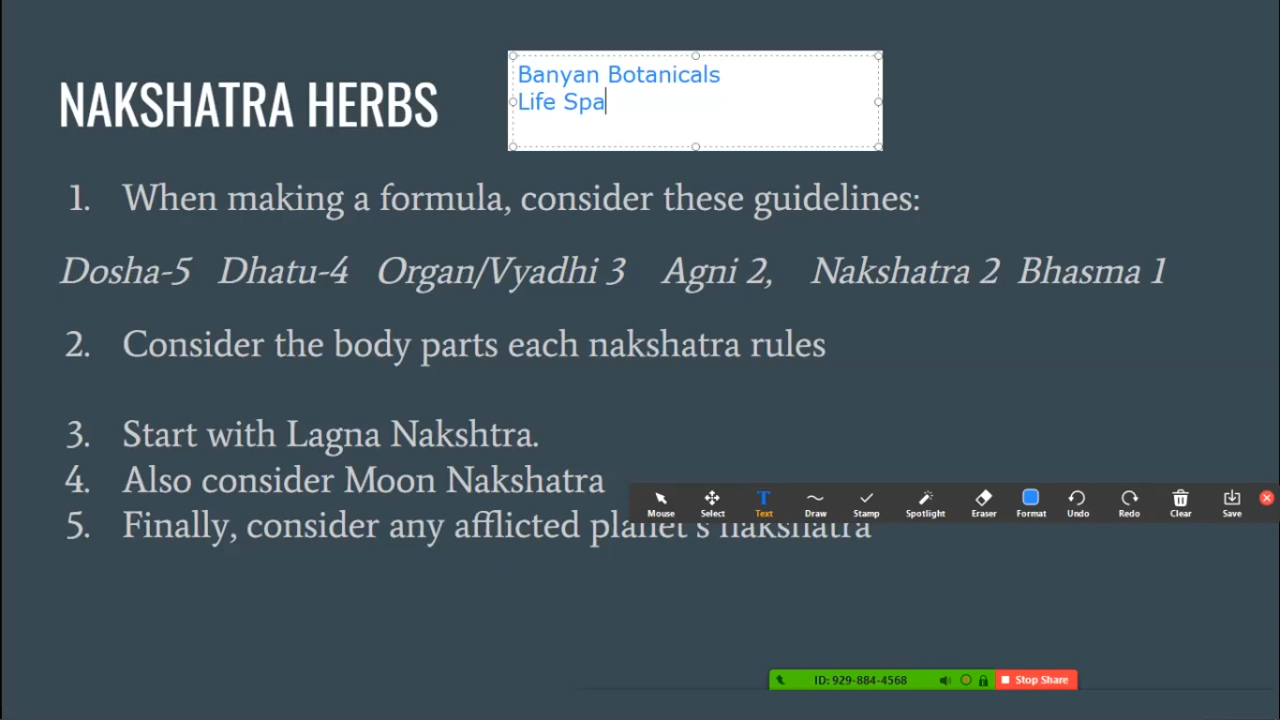 NAKSHATRA HERBS
Banyan Botanicals
Life Spa
1. When making a formula, consider these guidelines:
Dosha-5 Dhatu-4 Organ/Vyadhi 3 Agni 2, Nakshatra 2 Bhasma 1
2. Consider the body parts each nakshatra rules
3. Start with Lagna Nakshtra.
4. Also consider Moon Nakshatra
5. Finally, consider any afflicted planet's nakshatra
Mouse Select Text Draw Stamp Spotlight Eraser Format Undo Redo Clear Save
ID: 929-884-4568 Stop Share